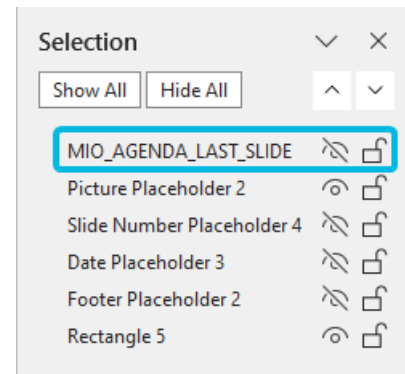 Selection
Show All Hide All
MIO_AGENDA_LAST_SLIDE
Picture Placeholder 2
Slide Number Placeholder 4
Date Placeholder 3
Footer Placeholder 2
Rectangle 5